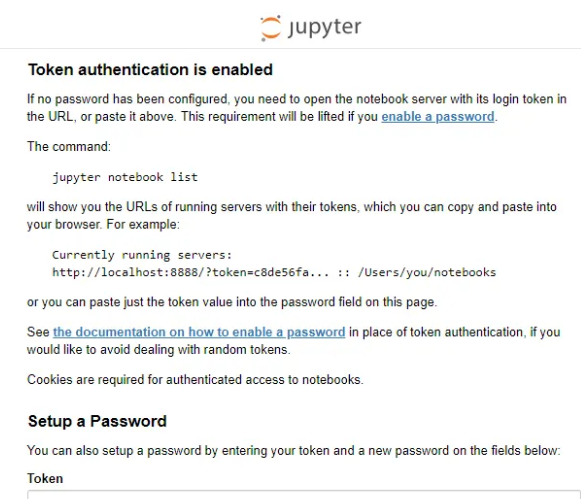 jupyter
Token authentication is enabled
If no password has been configured, you need to open the notebook server with its login token in
the URL, or paste it above. This requirement will be lifted if you enable a password.
The command:
jupyter notebook list
will show you the URLs of running servers with their tokens, which you can copy and paste into
your browser. For example:
Currently running servers:
http://localhost:8888/?token=c8de56fa... :: /Users/you/notebooks
or you can paste just the token value into the password field on this page.
See the documentation on how to enable a password in place of token authentication, if you
would like to avoid dealing with random tokens.
Cookies are required for authenticated access to notebooks.
Setup a Password
You can also setup a password by entering your token and a new password on the fields below:
Token